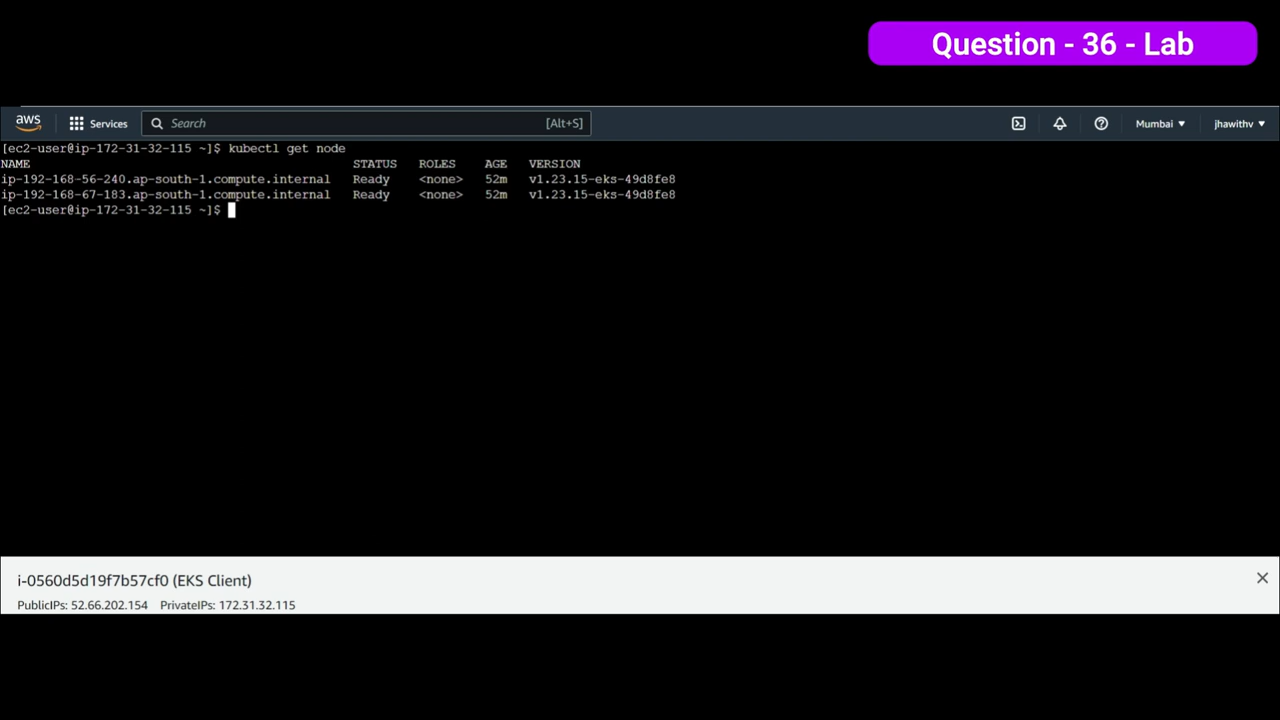 Question - 36 - Lab
aws Services Search [Alt+S] Mumbai ▼ jhawithv ▼
[ec2-user@ip-172-31-32-115 ~]$ kubectl get node
NAME STATUS ROLES AGE VERSION
ip-192-168-56-240.ap-south-1.compute.internal Ready <none> 52m v1.23.15-eks-49d8fe8
ip-192-168-67-183.ap-south-1.compute.internal Ready <none> 52m v1.23.15-eks-49d8fe8
[ec2-user@ip-172-31-32-115 ~]$
i-0560d5d19f7b57cf0 (EKS Client)
PublicIPs: 52.66.202.154 PrivateIPs: 172.31.32.115